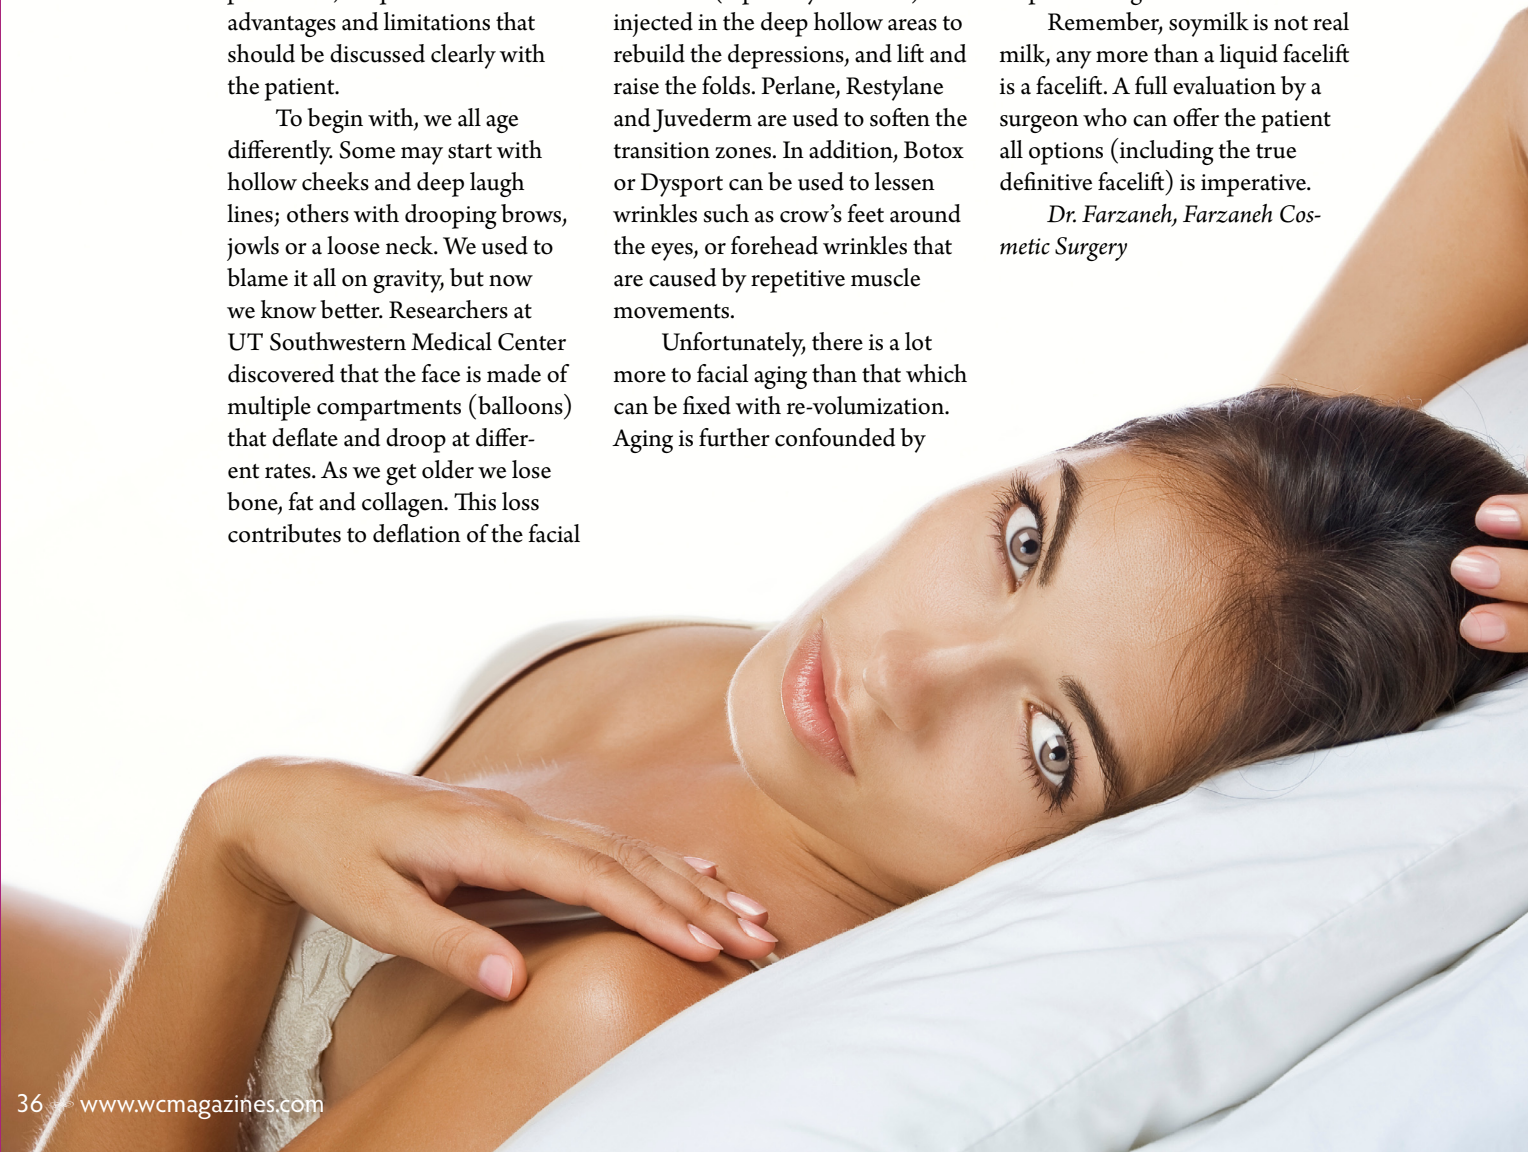 advantages and limitations that
should be discussed clearly with
the patient.
To begin with, we all age
differently. Some may start with
hollow cheeks and deep laugh
lines; others with drooping brows,
jowls or a loose neck. We used to
blame it all on gravity, but now
we know better. Researchers at
UT Southwestern Medical Center
discovered that the face is made of
multiple compartments (balloons)
that deflate and droop at differ-
ent rates. As we get older we lose
bone, fat and collagen. This loss
contributes to deflation of the facial
injected in the deep hollow areas to
rebuild the depressions, and lift and
raise the folds. Perlane, Restylane
and Juvederm are used to soften the
transition zones. In addition, Botox
or Dysport can be used to lessen
wrinkles such as crow’s feet around
the eyes, or forehead wrinkles that
are caused by repetitive muscle
movements.
Unfortunately, there is a lot
more to facial aging than that which
can be fixed with re-volumization.
Aging is further confounded by
Remember, soymilk is not real
milk, any more than a liquid facelift
is a facelift. A full evaluation by a
surgeon who can offer the patient
all options (including the true
definitive facelift) is imperative.
Dr. Farzaneh, Farzaneh Cos-
metic Surgery
36 www.wcmagazines.com